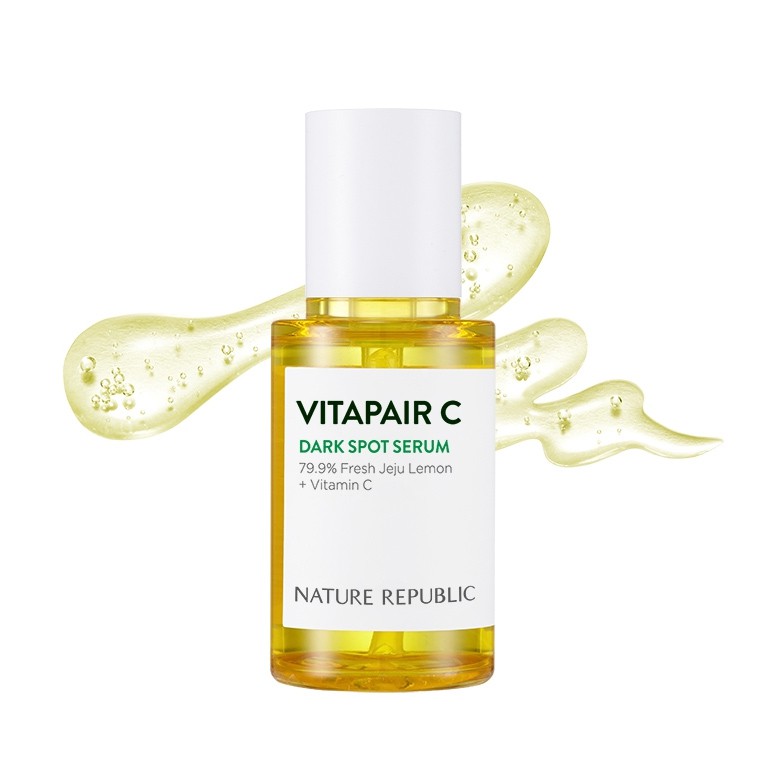 VITAPAIR C
DARK SPOT SERUM
79.9% Fresh Jeju Lemon
+ Vitamin C
NATURE REPUBLIC